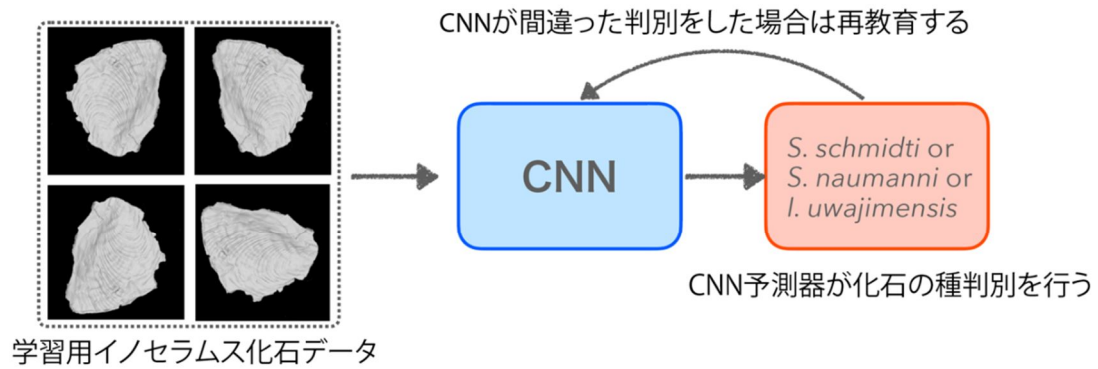 CNNが間違った判別をした場合は再教育する
CNN
S. schmidti or
S. naumanni or
I. uwajimensis
CNN予測器が化石の種判別を行う
学習用イノセラムス化石データ